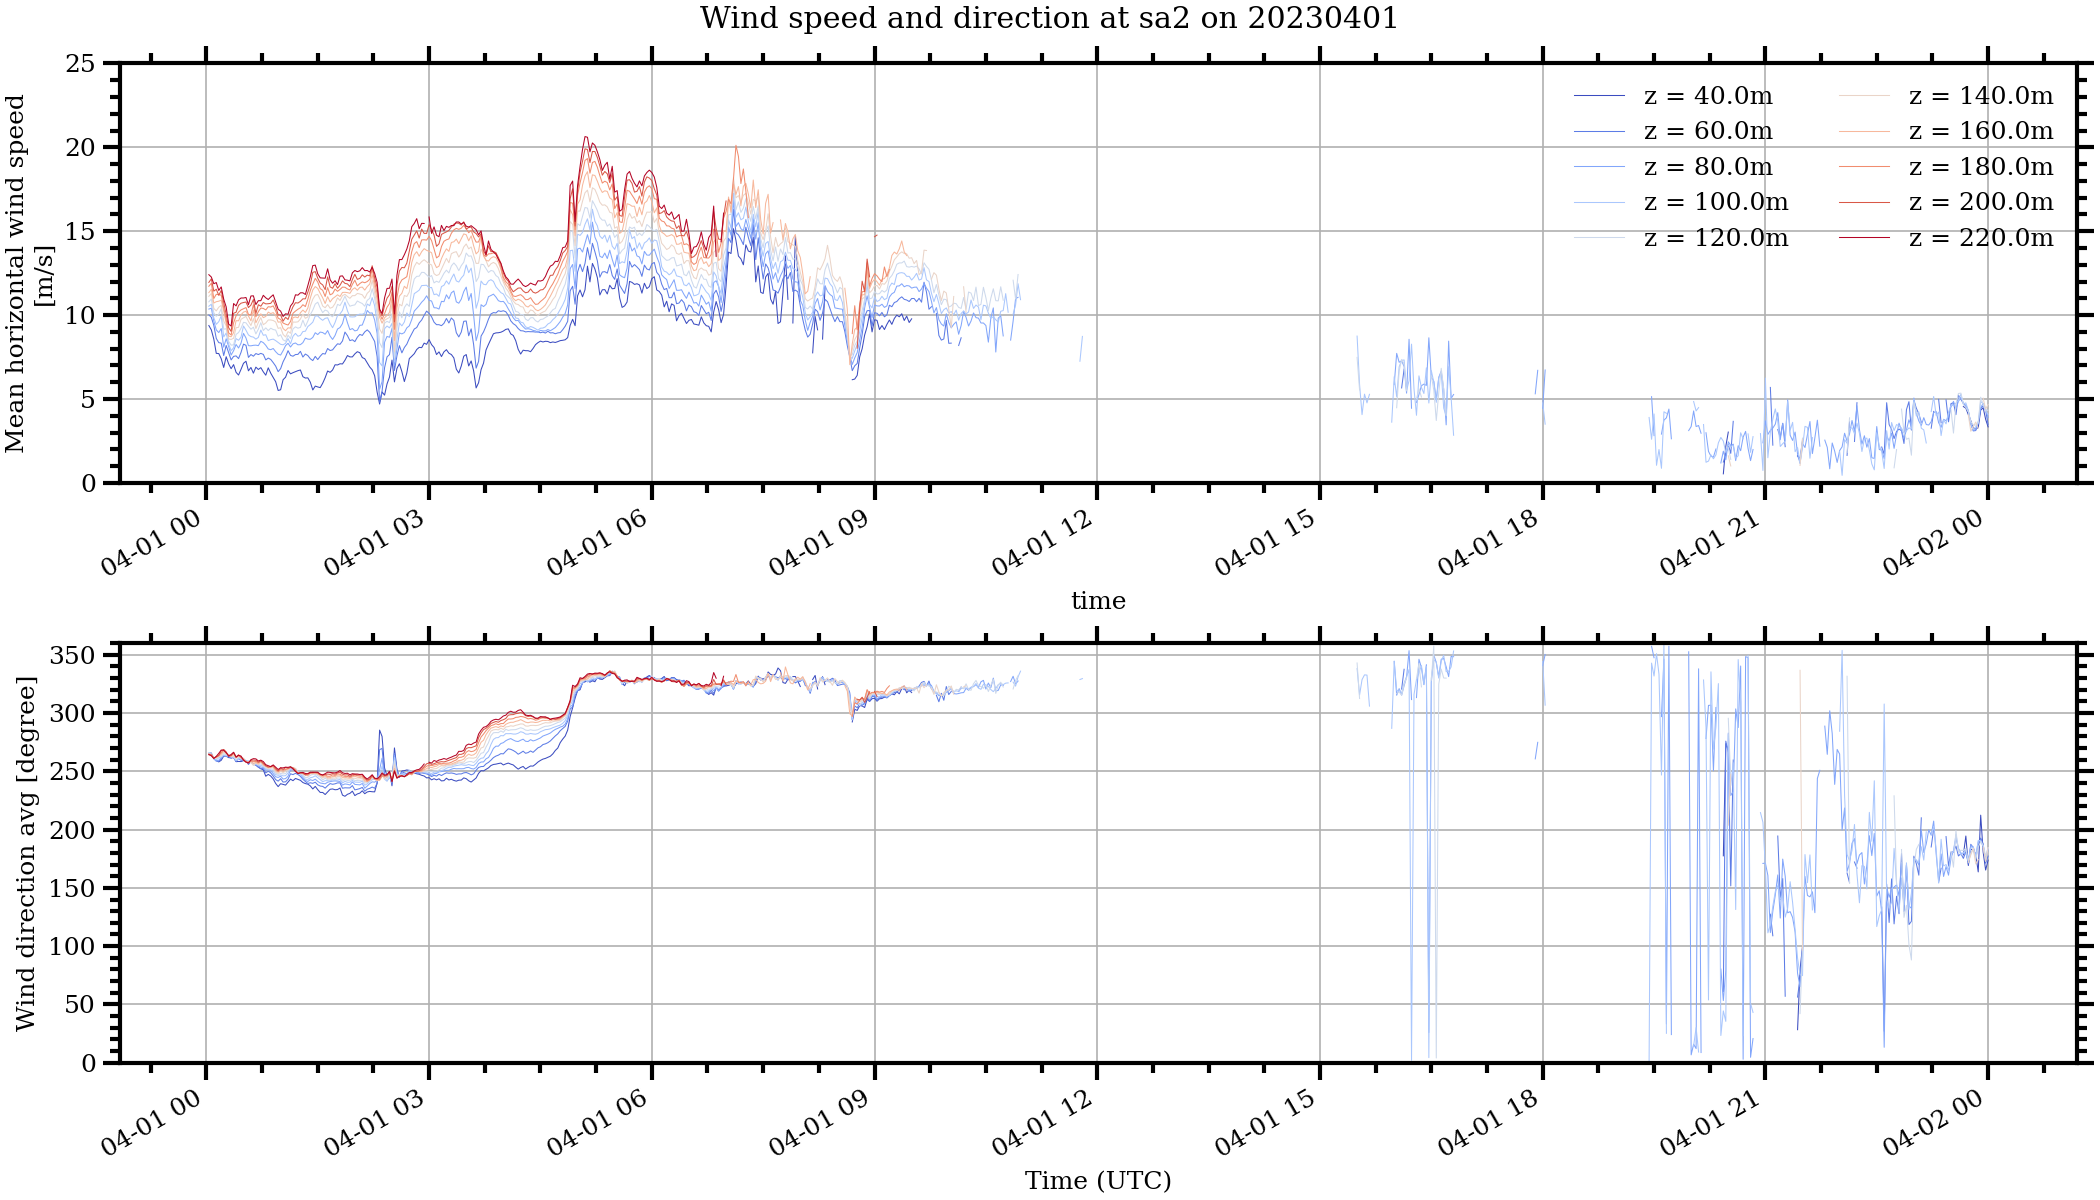 Wind speed and direction at sa2 on 20230401
Mean horizontal wind speed
[m/s]
25
20
15
10
5
0
z = 40.0m
z = 60.0m
z = 80.0m
z = 100.0m
z = 120.0m
z = 140.0m
z = 160.0m
z = 180.0m
z = 200.0m
z = 220.0m
04-01 00
04-01 03
04-01 06
04-01 09
04-01 12
04-01 15
04-01 18
04-01 21
04-02 00
time
Wind direction avg [degree]
350
300
250
200
150
100
50
0
04-01 00
04-01 03
04-01 06
04-01 09
04-01 12
04-01 15
04-01 18
04-01 21
04-02 00
Time (UTC)